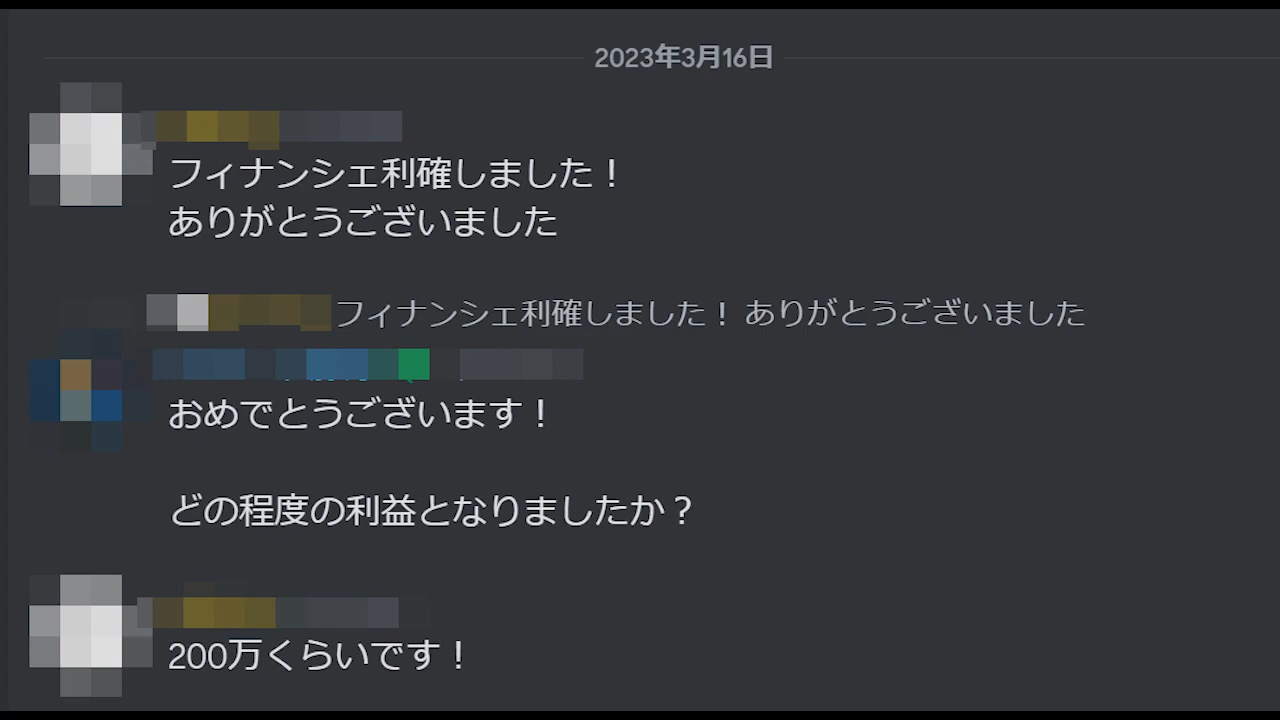 2023年3月16日
フィナンシェ利確しました！
ありがとうございました
フィナンシェ利確しました！ ありがとうございました
おめでとうございます！
どの程度の利益となりましたか？
200万くらいです！